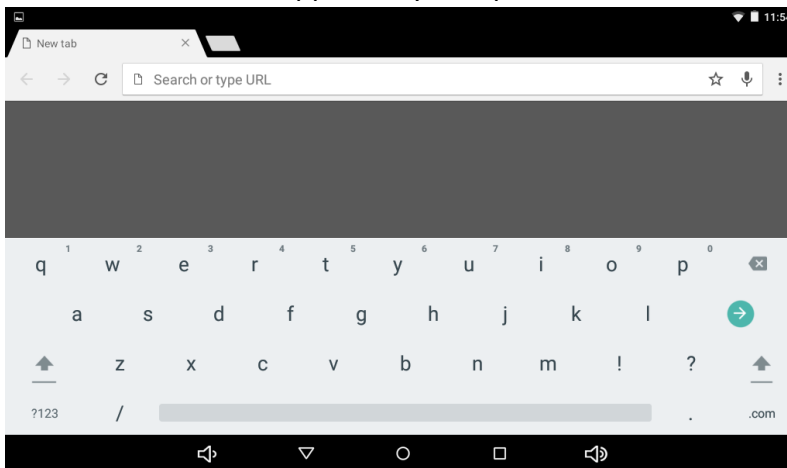 11:54
New tab
Search or type URL
q 1 w 2 e 3 r 4 t 5 y 6 u 7 i 8 o 9 p 0
a s d f g h j k l
z x c v b n m ! ?
?123 / . .com